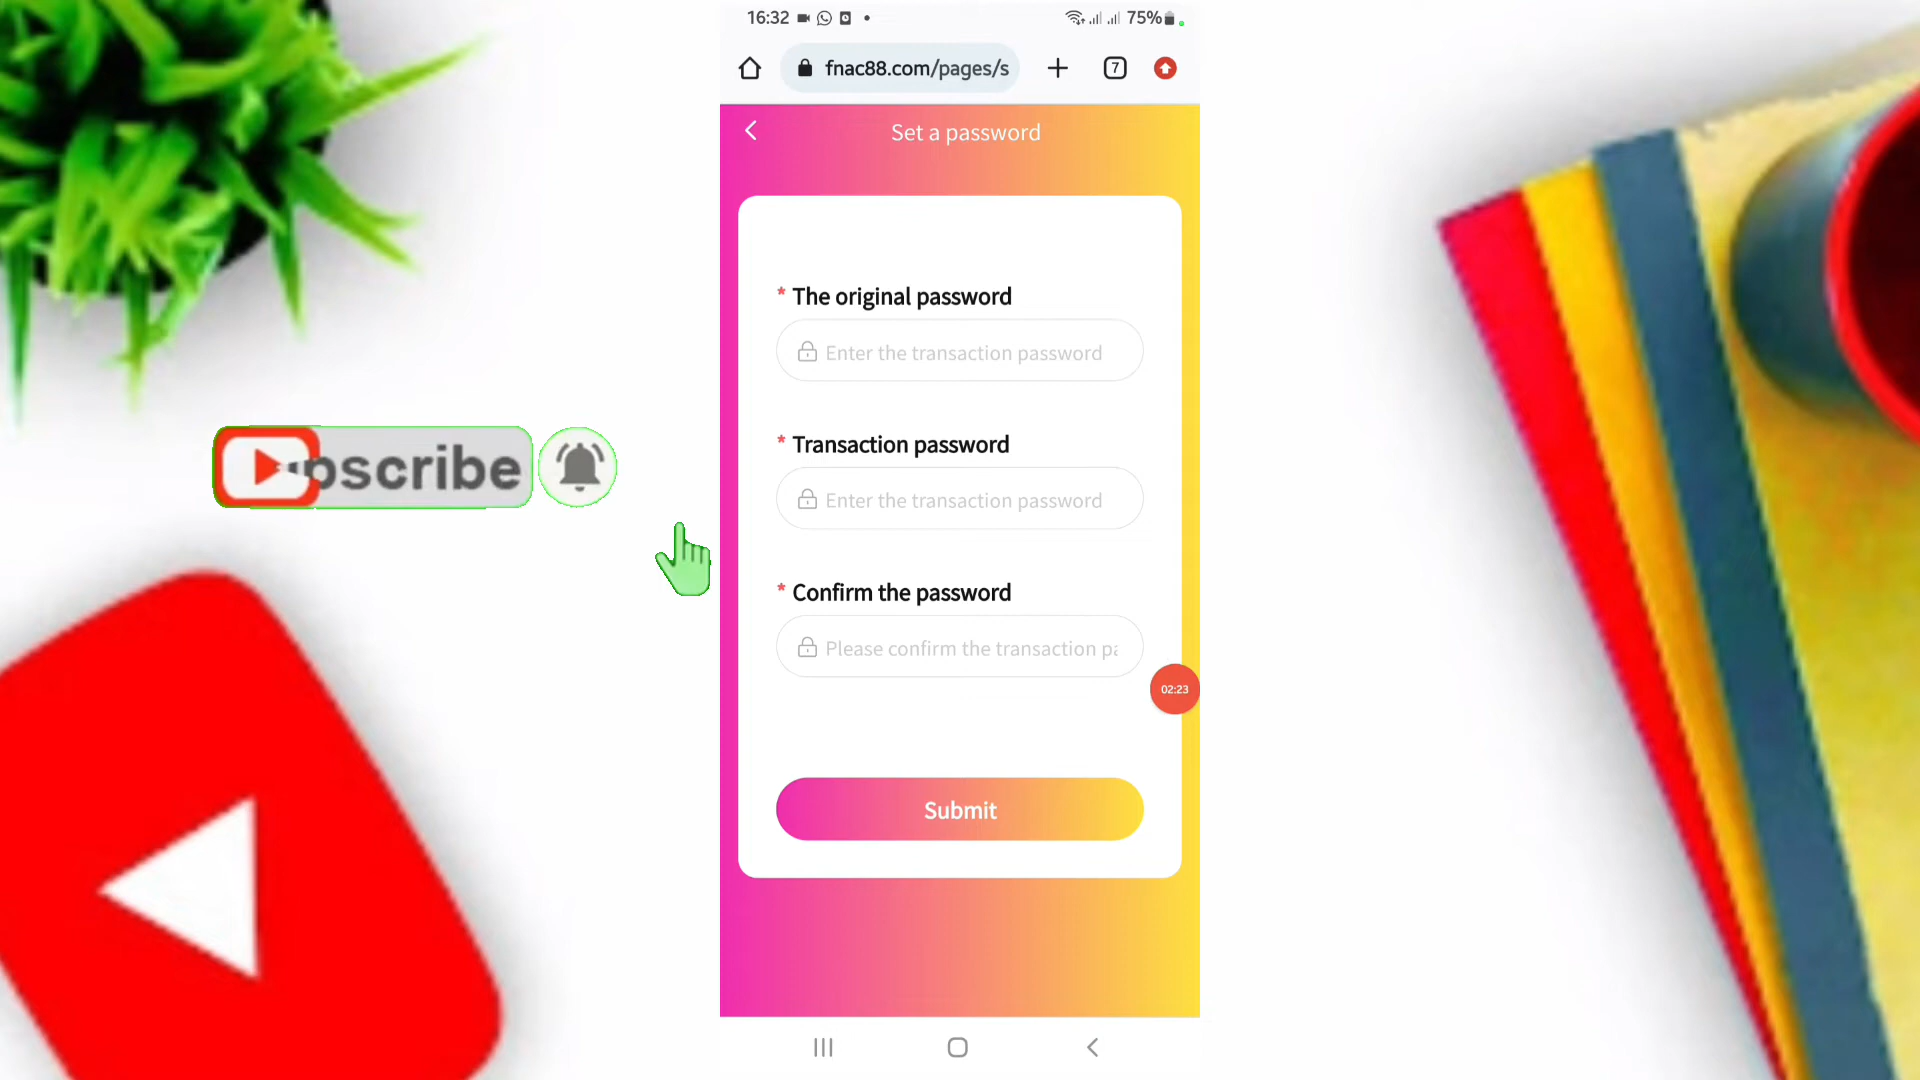 16:32
75%
fnac88.com/pages/s
7
Set a password
* The original password
Enter the transaction password
* Transaction password
Enter the transaction password
* Confirm the password
Please confirm the transaction pa
02:23
Submit
bscribe